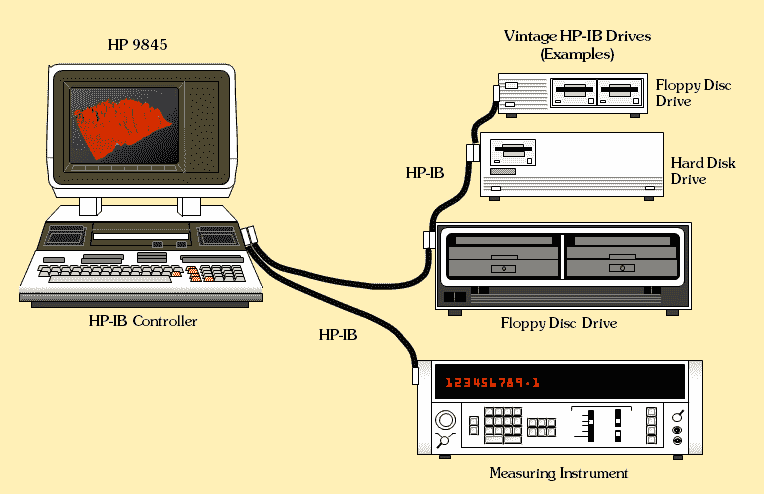 HP 9845
Vintage HP-IB Drives
(Examples)
Floppy Disc
Drive
Hard Disk
Drive
HP-IB
Floppy Disc Drive
HP-IB Controller
HP-IB
123456789.1
Measuring Instrument